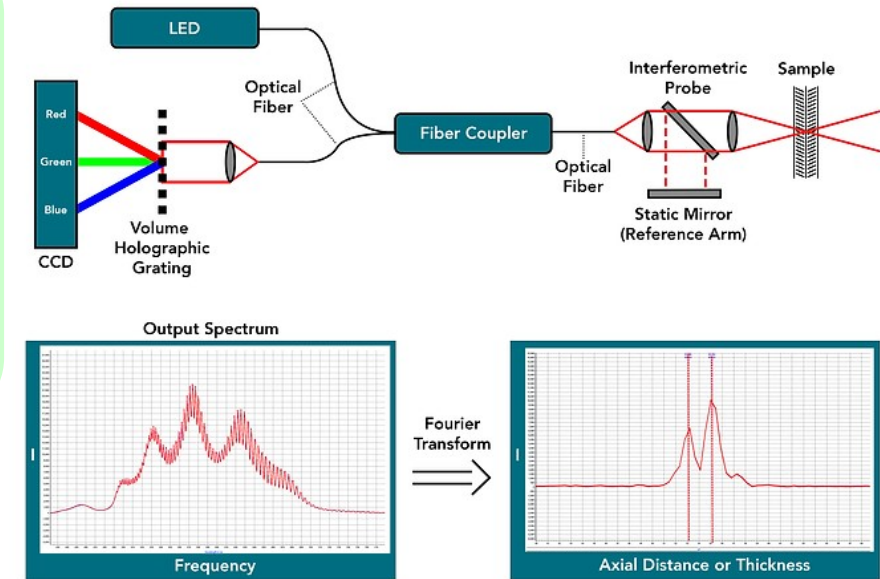 LED
Optical
Fiber
Red
Green
Blue
CCD
Volume
Holographic
Grating
Fiber Coupler
Optical
Fiber
Interferometric
Probe
Sample
Static Mirror
(Reference Arm)
Output Spectrum
I
Frequency
Fourier
Transform
I
Axial Distance or Thickness